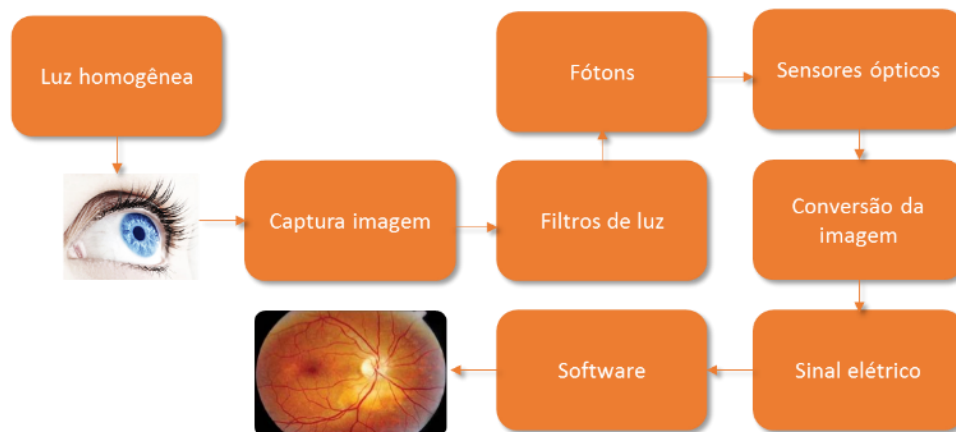 Luz homogênea
Captura imagem
Filtros de luz
Fótons
Sensores ópticos
Conversão da
imagem
Sinal elétrico
Software